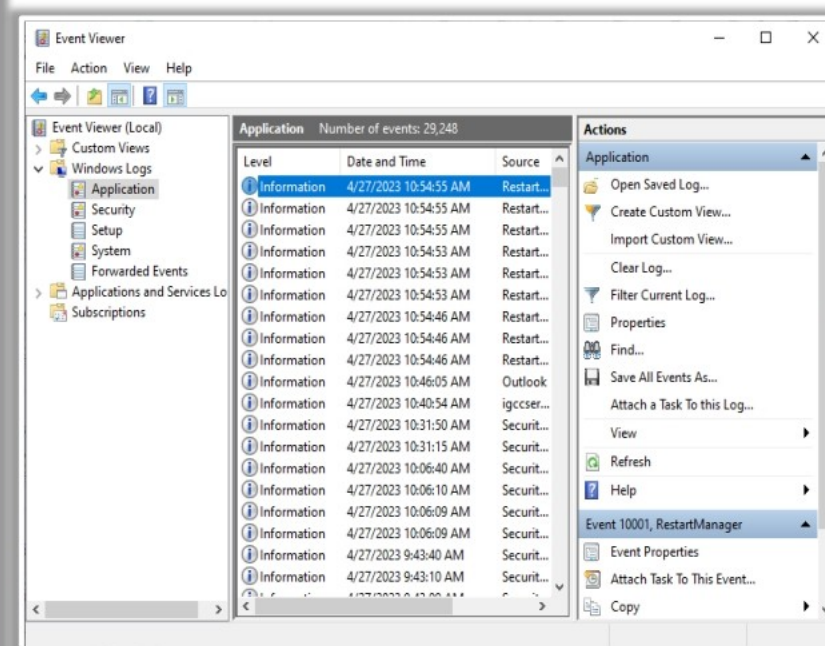 Event Viewer
File Action View Help
Event Viewer (Local)
Custom Views
Windows Logs
Application
Security
Setup
System
Forwarded Events
Applications and Services Lo
Subscriptions
Application Number of events: 29,248
Level Date and Time Source
Information 4/27/2023 10:54:55 AM Restart...
Information 4/27/2023 10:54:55 AM Restart...
Information 4/27/2023 10:54:55 AM Restart...
Information 4/27/2023 10:54:53 AM Restart...
Information 4/27/2023 10:54:53 AM Restart...
Information 4/27/2023 10:54:53 AM Restart...
Information 4/27/2023 10:54:46 AM Restart...
Information 4/27/2023 10:54:46 AM Restart...
Information 4/27/2023 10:54:46 AM Restart...
Information 4/27/2023 10:46:05 AM Outlook
Information 4/27/2023 10:40:54 AM igccser...
Information 4/27/2023 10:31:50 AM Securit...
Information 4/27/2023 10:31:15 AM Securit...
Information 4/27/2023 10:06:40 AM Securit...
Information 4/27/2023 10:06:10 AM Securit...
Information 4/27/2023 10:06:09 AM Securit...
Information 4/27/2023 10:06:09 AM Securit...
Information 4/27/2023 9:43:40 AM Securit...
Information 4/27/2023 9:43:10 AM Securit...
Actions
Application
Open Saved Log...
Create Custom View...
Import Custom View...
Clear Log...
Filter Current Log...
Properties
Find...
Save All Events As...
Attach a Task To this Log...
View
Refresh
Help
Event 10001, RestartManager
Event Properties
Attach Task To This Event...
Copy